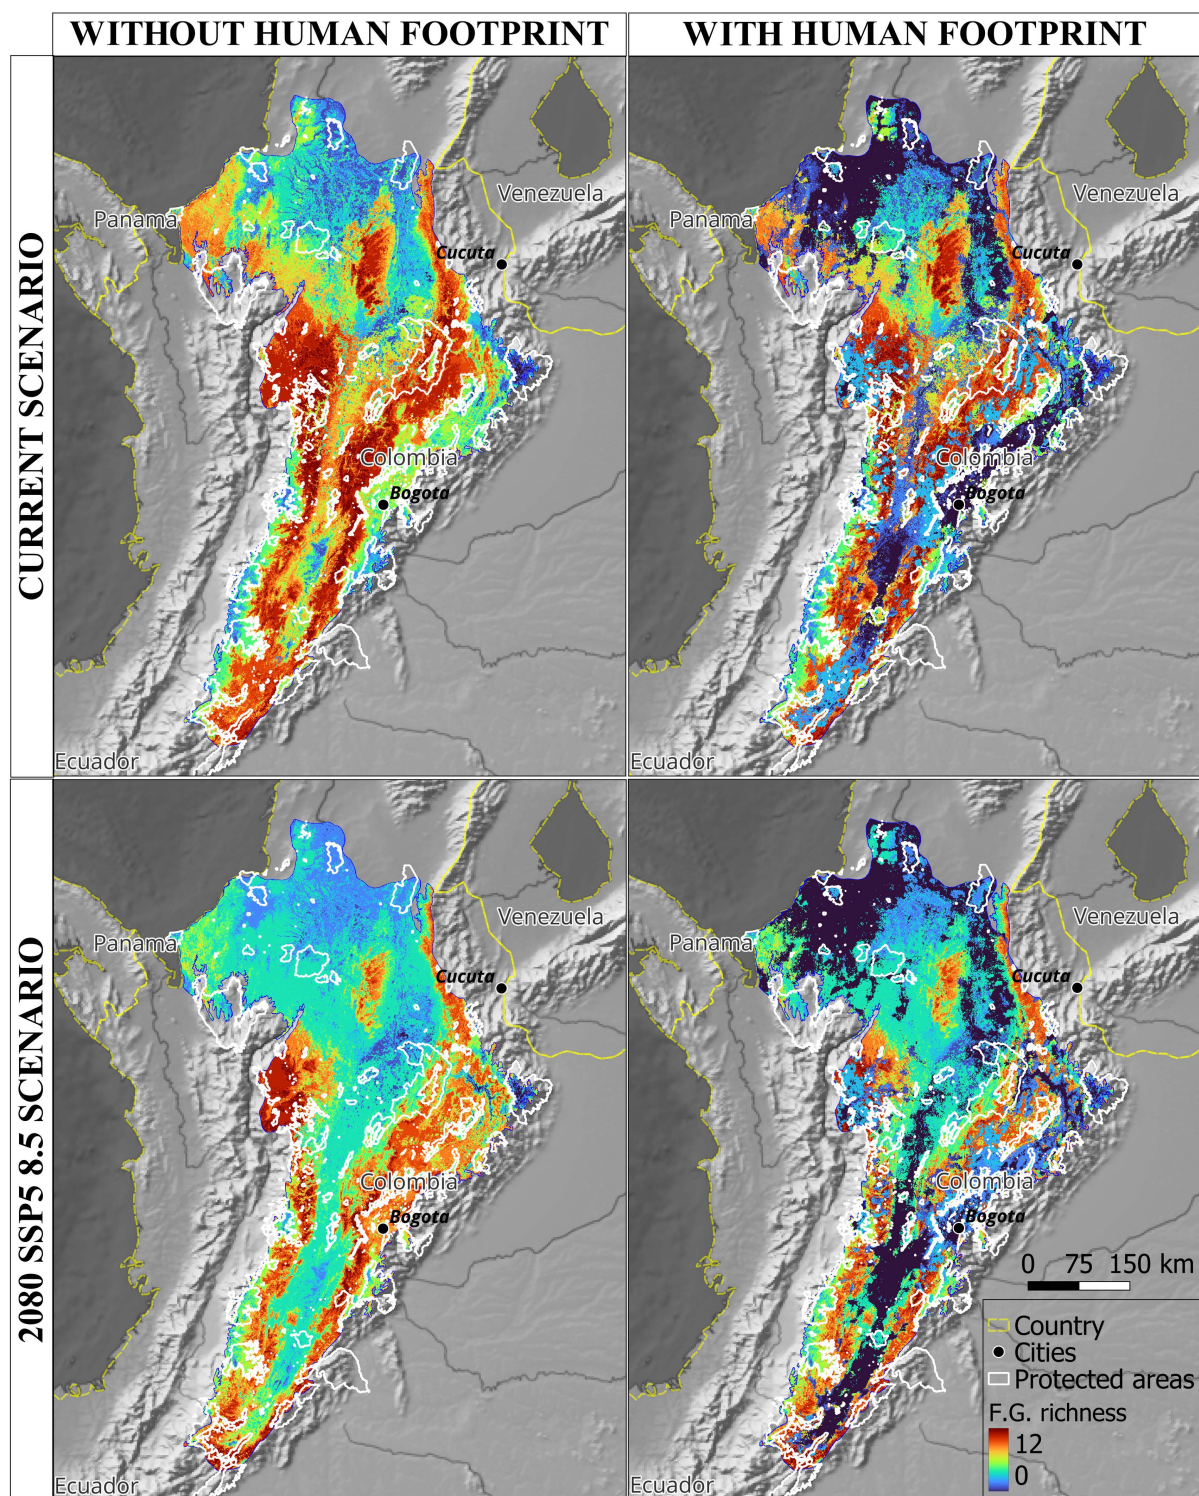 WITHOUT HUMAN FOOTPRINT
WITH HUMAN FOOTPRINT
CURRENT SCENARIO
Panama
Venezuela
Cucuta
Colombia
Bogota
Ecuador
Panama
Venezuela
Cucuta
Colombia
Bogota
Ecuador
2080 SSP5 8.5 SCENARIO
Panama
Venezuela
Cucuta
Colombia
Bogota
Ecuador
Panama
Venezuela
Cucuta
Colombia
Bogota
Ecuador
0 75 150 km
Country
Cities
Protected areas
F.G. richness
12
0